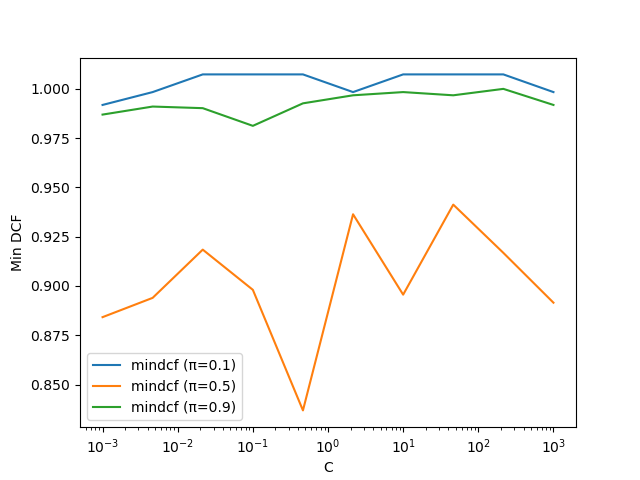 1.000
0.975
0.950
0.925
0.900
0.875
0.850
Min DCF
mindcf (π=0.1)
mindcf (π=0.5)
mindcf (π=0.9)
10⁻³ 10⁻² 10⁻¹ 10⁰ 10¹ 10² 10³
C